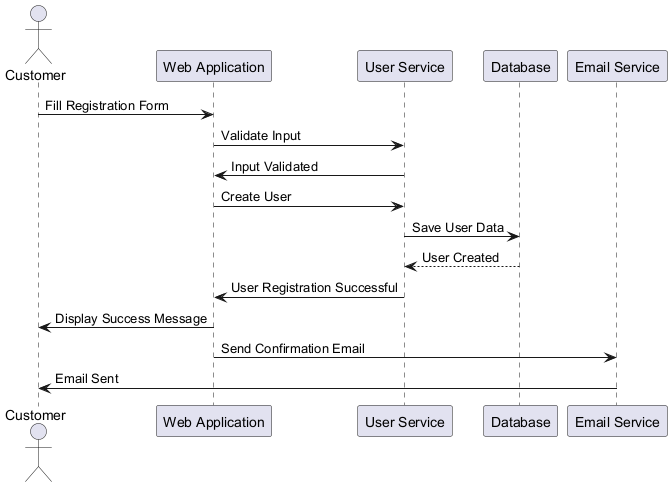 Customer
Web Application
User Service
Database
Email Service
Fill Registration Form
Validate Input
Input Validated
Create User
Save User Data
User Created
User Registration Successful
Display Success Message
Send Confirmation Email
Email Sent
Customer
Web Application
User Service
Database
Email Service